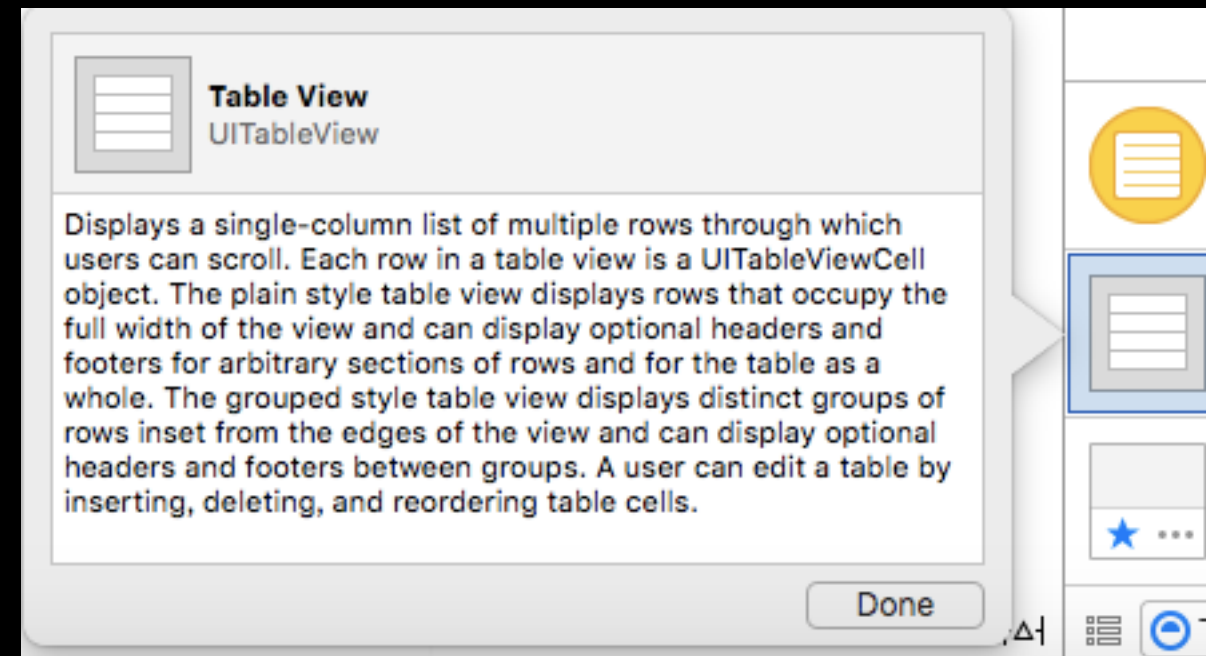 Table View
UITableView
Displays a single-column list of multiple rows through which
users can scroll. Each row in a table view is a UITableViewCell
object. The plain style table view displays rows that occupy the
full width of the view and can display optional headers and
footers for arbitrary sections of rows and for the table as a
whole. The grouped style table view displays distinct groups of
rows inset from the edges of the view and can display optional
headers and footers between groups. A user can edit a table by
inserting, deleting, and reordering table cells.
Done